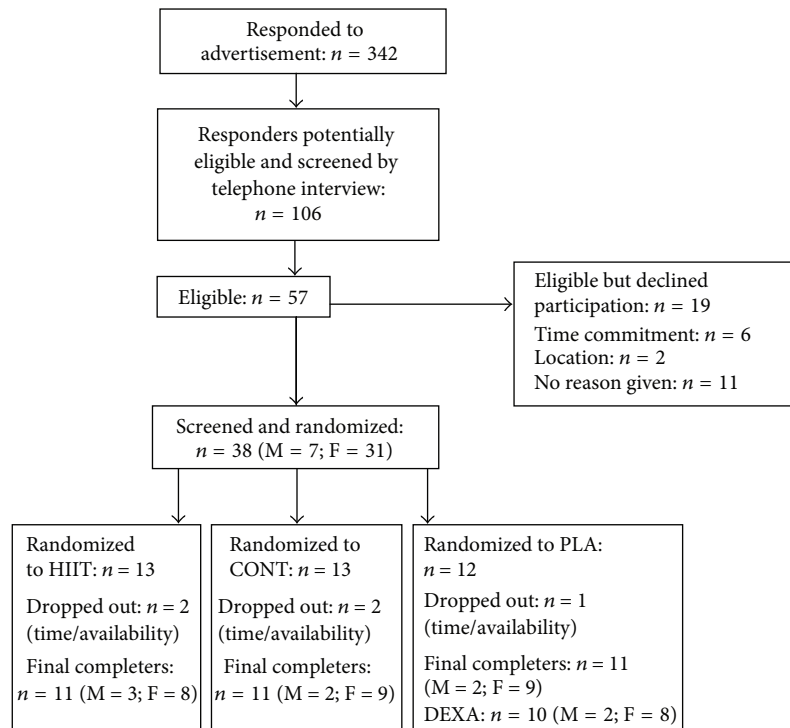 Responded to
advertisement: n = 342
Responders potentially
eligible and screened by
telephone interview:
n = 106
Eligible: n = 57
Eligible but declined
participation: n = 19
Time commitment: n = 6
Location: n = 2
No reason given: n = 11
Screened and randomized:
n = 38 (M = 7; F = 31)
Randomized
to HIIT: n = 13
Dropped out: n = 2
(time/availability)
Final completers:
n = 11 (M = 3; F = 8)
Randomized to
CONT: n = 13
Dropped out: n = 2
(time/availability)
Final completers:
n = 11 (M = 2; F = 9)
Randomized to PLA:
n = 12
Dropped out: n = 1
(time/availability)
Final completers: n = 11
(M = 2; F = 9)
DEXA: n = 10 (M = 2; F = 8)